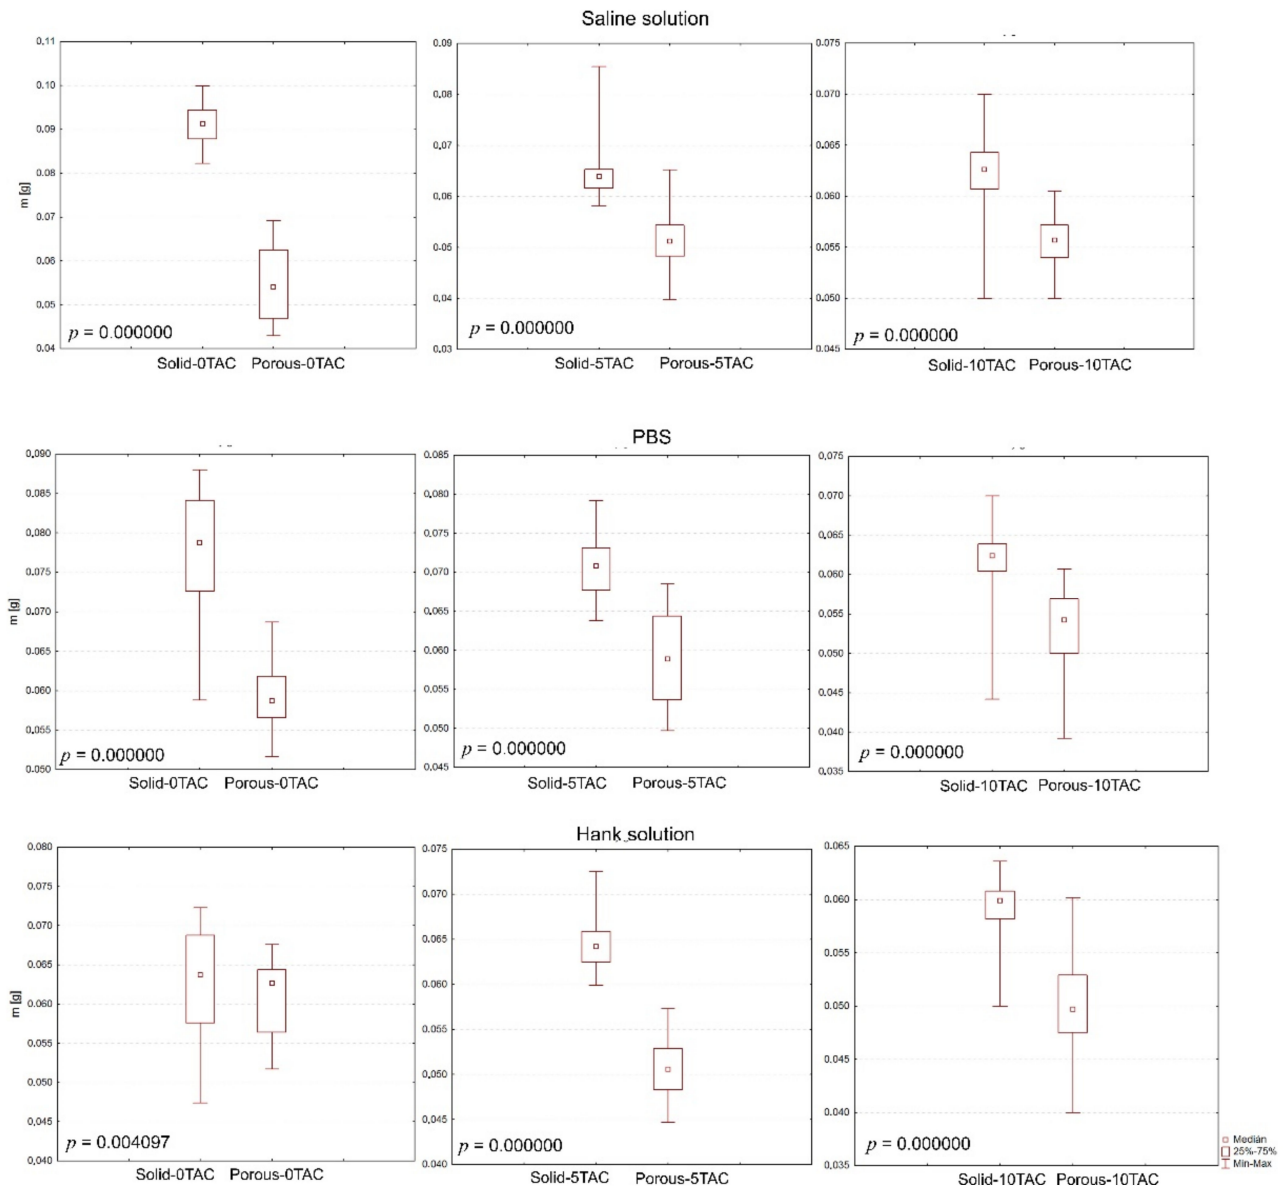 Saline solution
0.11
0.10
0.09
0.08
0.07
0.06
0.05
0.04
m [g]
p = 0.000000
Solid-0TAC Porous-0TAC
0.09
0.08
0.07
0.06
0.05
0.04
0.03
p = 0.000000
Solid-5TAC Porous-5TAC
0.075
0.070
0.065
0.060
0.055
0.050
0.045
p = 0.000000
Solid-10TAC Porous-10TAC
PBS
0.090
0.085
0.080
0.075
0.070
0.065
0.060
0.055
0.050
m [g]
p = 0.000000
Solid-0TAC Porous-0TAC
0.085
0.080
0.075
0.070
0.065
0.060
0.055
0.050
0.045
p = 0.000000
Solid-5TAC Porous-5TAC
0.075
0.070
0.065
0.060
0.055
0.050
0.045
0.040
0.035
p = 0.000000
Solid-10TAC Porous-10TAC
Hank solution
0.080
0.075
0.070
0.065
0.060
0.055
0.050
0.045
0.040
m [g]
p = 0.004097
Solid-0TAC Porous-0TAC
0.075
0.070
0.065
0.060
0.055
0.050
0.045
0.040
p = 0.000000
Solid-5TAC Porous-5TAC
0.065
0.060
0.055
0.050
0.045
0.040
0.035
p = 0.000000
Solid-10TAC Porous-10TAC
Medián
25%-75%
Min-Max